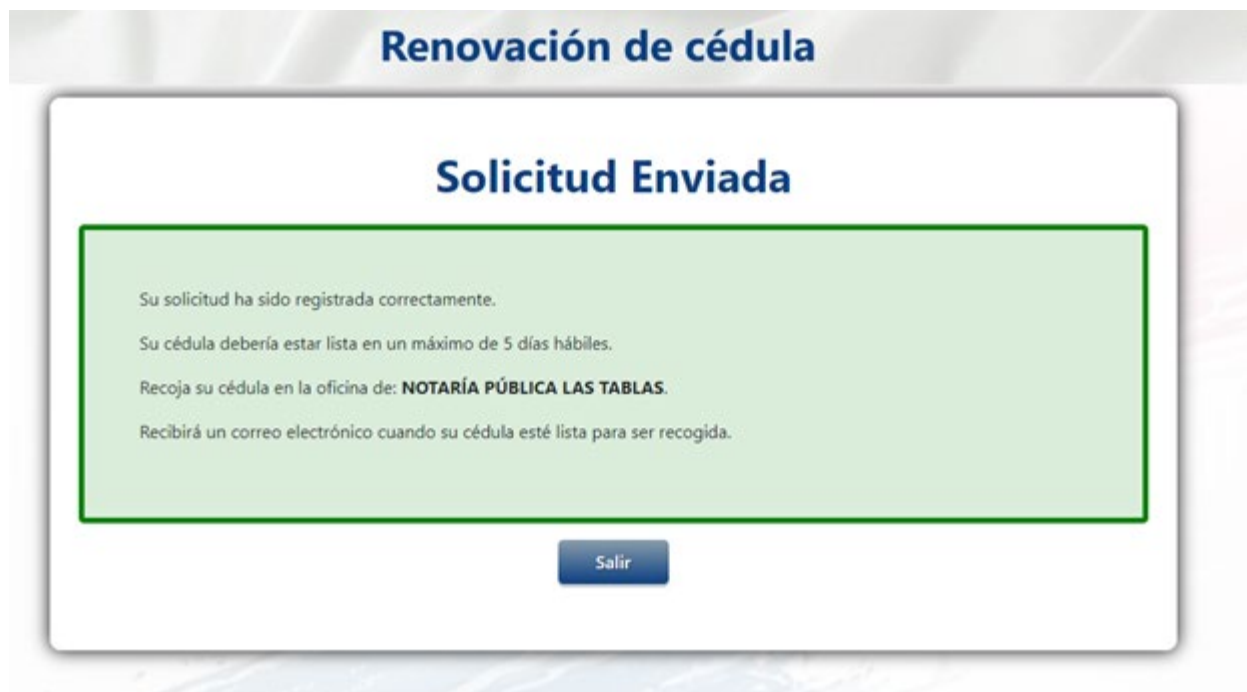 Renovación de cédula
Solicitud Enviada
Su solicitud ha sido registrada correctamente.
Su cédula debería estar lista en un máximo de 5 días hábiles.
Recoja su cédula en la oficina de: NOTARÍA PÚBLICA LAS TABLAS.
Recibirá un correo electrónico cuando su cédula esté lista para ser recogida.
Salir